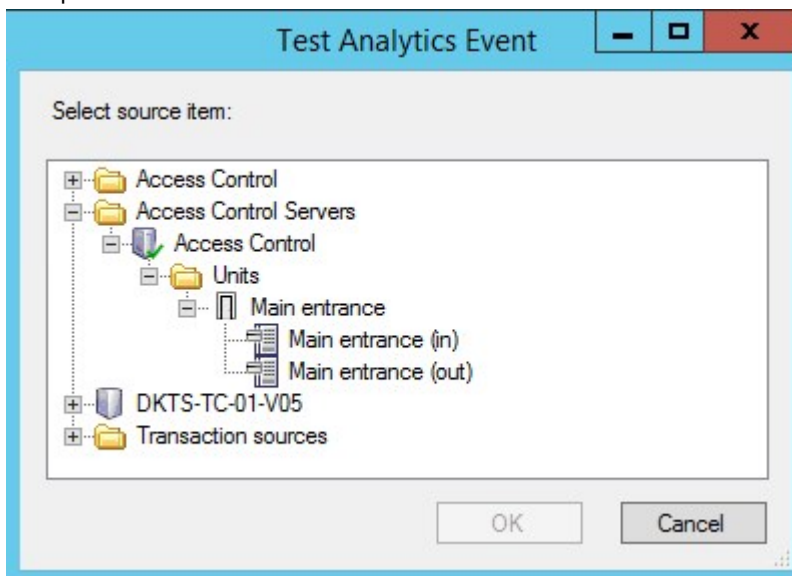 Test Analytics Event
Select source item:
Access Control
Access Control Servers
Access Control
Units
Main entrance
Main entrance (in)
Main entrance (out)
DKTS-TC-01-V05
Transaction sources
OK Cancel